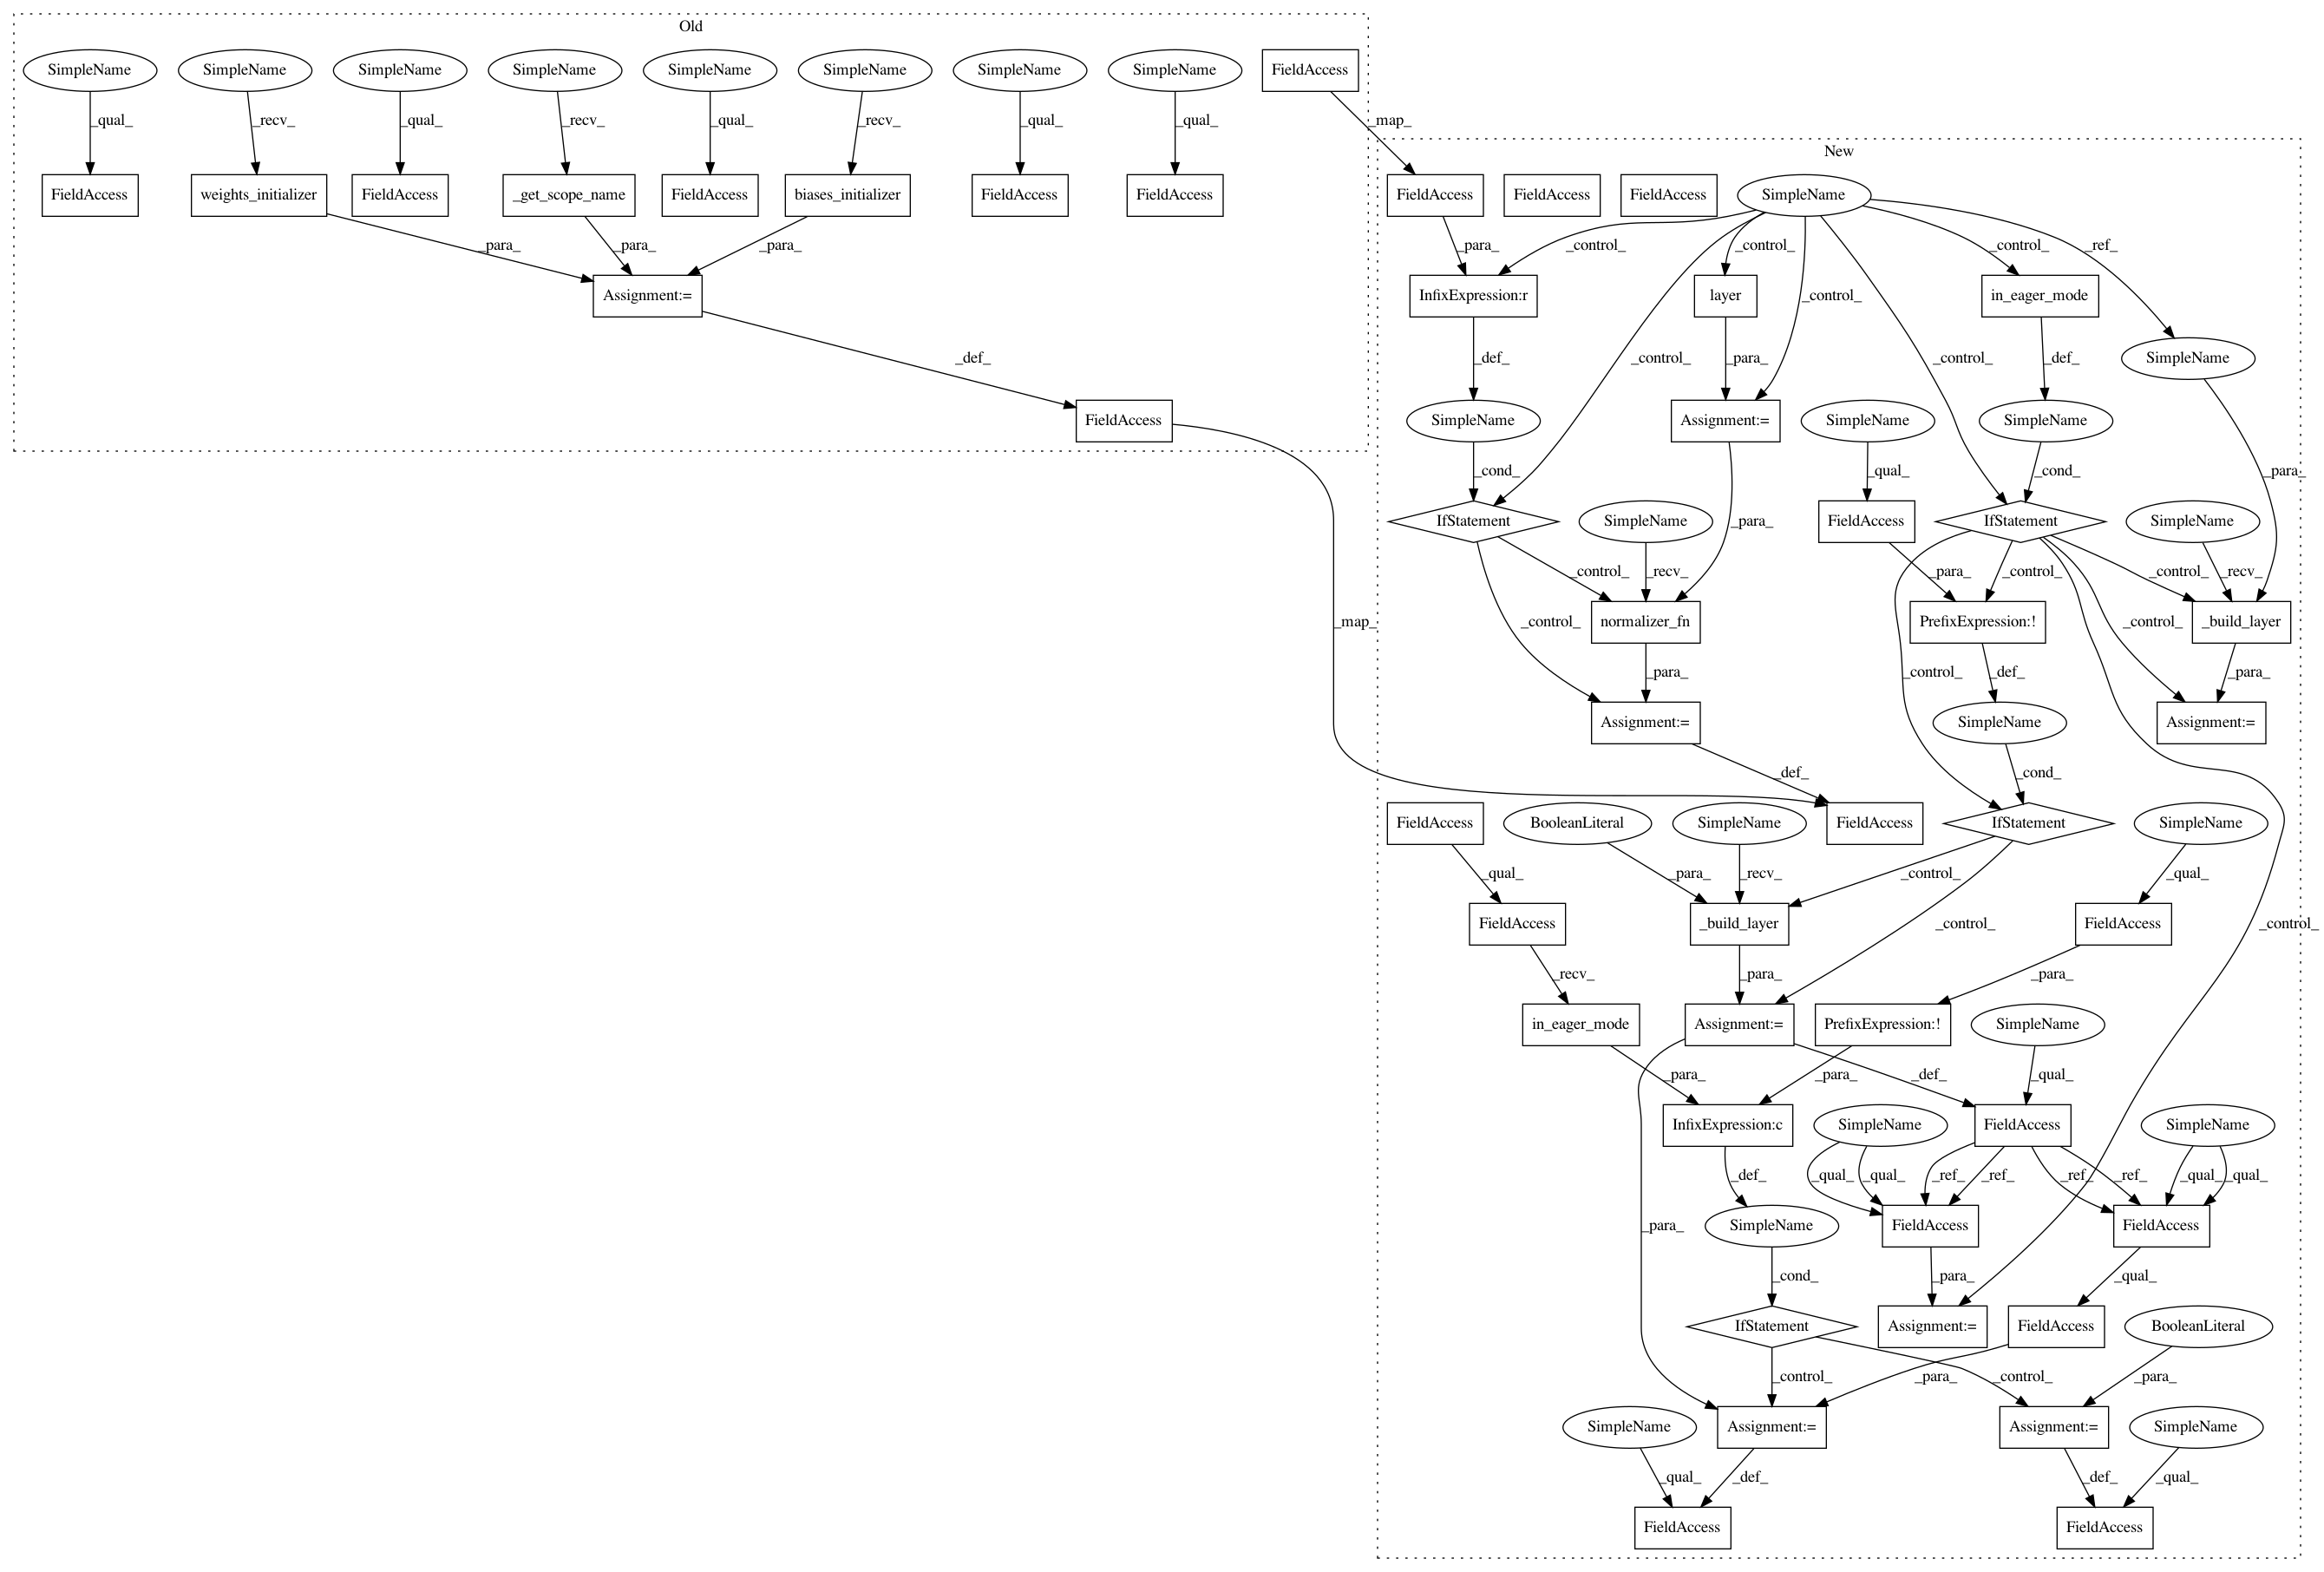 Old
SimpleName
SimpleName
SimpleName
SimpleName
SimpleName
SimpleName
SimpleName
SimpleName
FieldAccess
_qual_
_recv_
_qual_
_recv_
_qual_
_recv_
_qual_
_qual_
_map_
New
FieldAccess
weights_initializer
FieldAccess
_get_scope_name
FieldAccess
biases_initializer
FieldAccess
FieldAccess
FieldAccess
FieldAccess
FieldAccess
SimpleName
_para_
_para_
_para_
_para_
_control_
_control_
_control_
_ref_
Assignment:=
InfixExpression:r
layer
_control_
in_eager_mode
_def_
_def_
_control_
_para_
_control_
_def_
SimpleName
FieldAccess
SimpleName
Assignment:=
SimpleName
SimpleName
_cond_
_qual_
_cond_
_para_
IfStatement
SimpleName
_para_
FieldAccess
IfStatement
SimpleName
_control_
_recv_
_para_
_control_
_control_
_recv_
_map_
_control_
normalizer_fn
PrefixExpression:!
_control_
_build_layer
_para_
_control_
_def_
_para_
Assignment:=
SimpleName
Assignment:=
_def_
_cond_
FieldAccess
BooleanLiteral
SimpleName
FieldAccess
IfStatement
SimpleName
_qual_
_para_
_recv_
_control_
_qual_
FieldAccess
_build_layer
_control_
FieldAccess
_control_
_recv_
_para_
_para_
in_eager_mode
Assignment:=
PrefixExpression:!
SimpleName
_para_
_para_
_def_
_qual_
InfixExpression:c
SimpleName
FieldAccess
SimpleName
_def_
_qual_
_qual_
_ref_
_ref_
_ref_
_ref_
_qual_
_qual_
_para_
SimpleName
FieldAccess
FieldAccess
_cond_
_para_
_qual_
IfStatement
Assignment:=
FieldAccess
BooleanLiteral
_control_
_para_
_control_
_para_
SimpleName
Assignment:=
Assignment:=
SimpleName
_qual_
_def_
_def_
_qual_
FieldAccess
FieldAccess